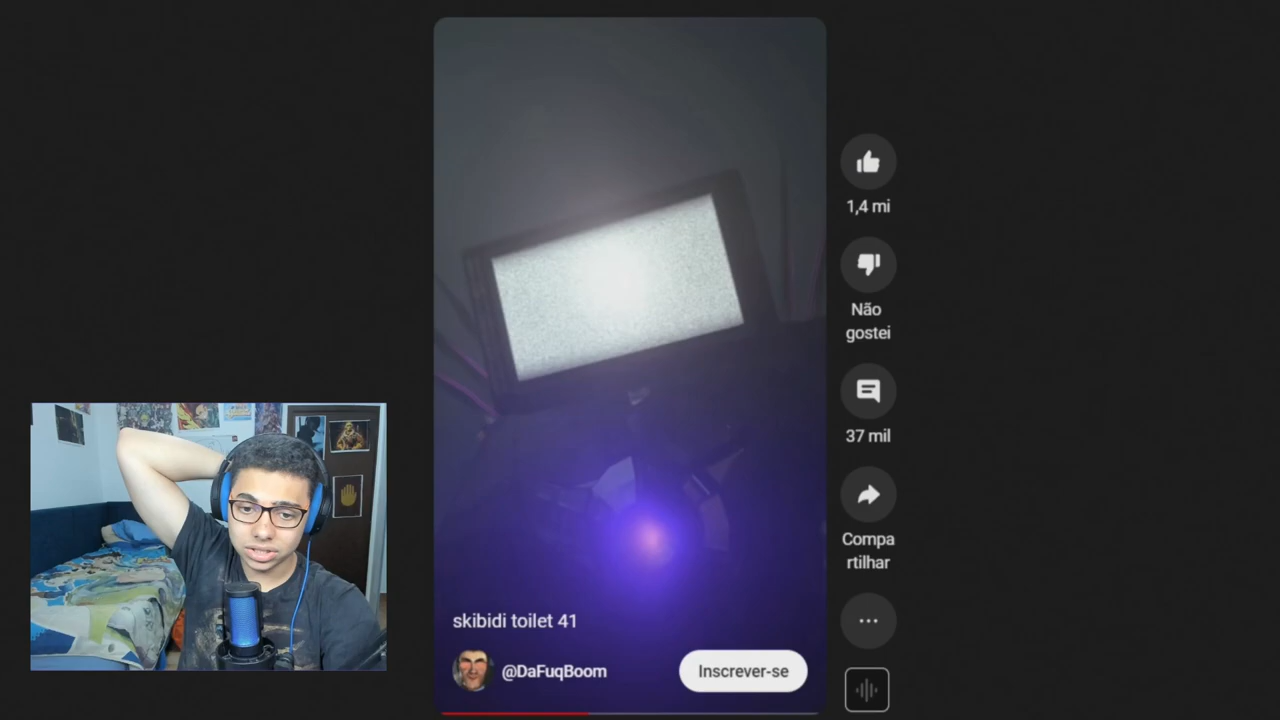 1,4 mi
Não
gostei
37 mil
Compa
rtilhar
skibidi toilet 41
@DaFuqBoom
Inscrever-se